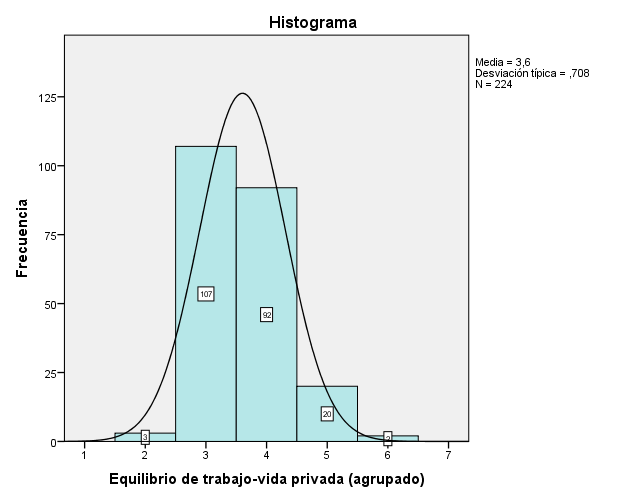 Histograma
Media = 3,6
Desviación típica = ,708
N = 224
125
100
75
50
25
0
Frecuencia
107
92
20
3
2
1 2 3 4 5 6 7
Equilibrio de trabajo-vida privada (agrupado)